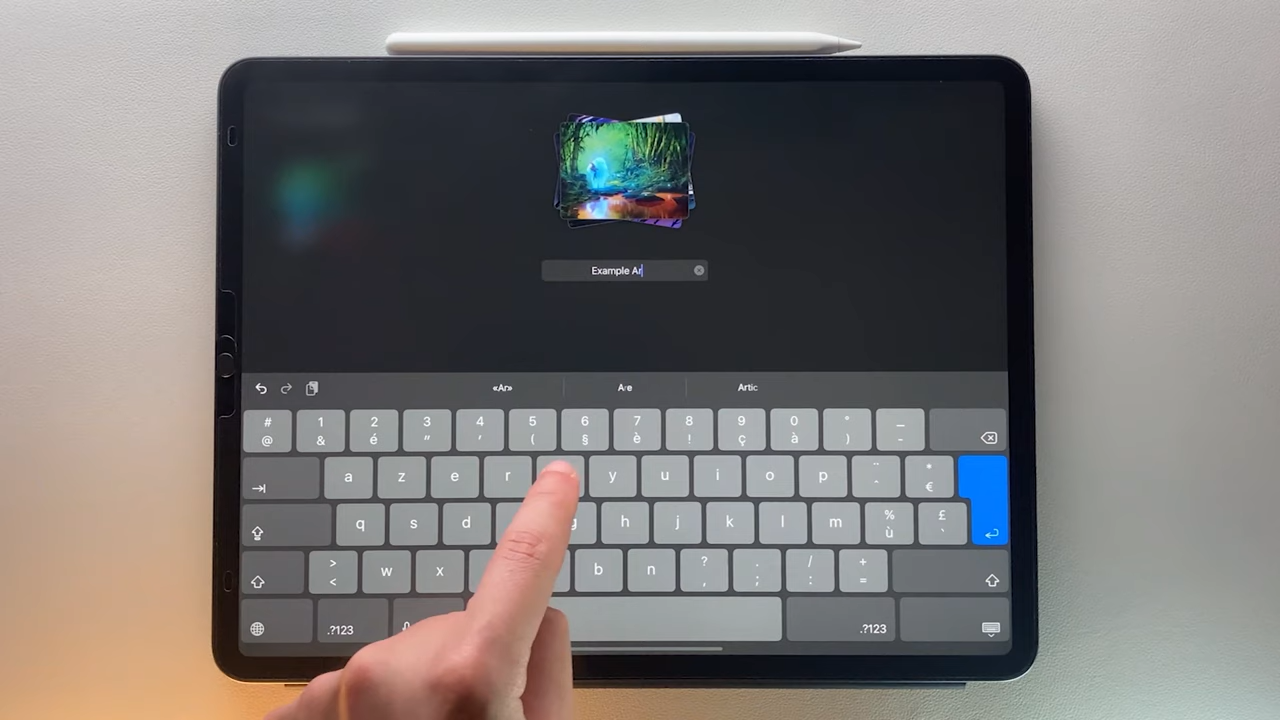 Example Ar
«Ar» Are Artic
# 1 2 3 4 5 6 7 8 9 0 ° _
@ & é " ' ( § è ! ç à ) -
a z e r y u i o p ¨ ^ * €
q s d g h j k l m % ù £ `
> < w x b n ? , . ; / : + =
.?123 .?123